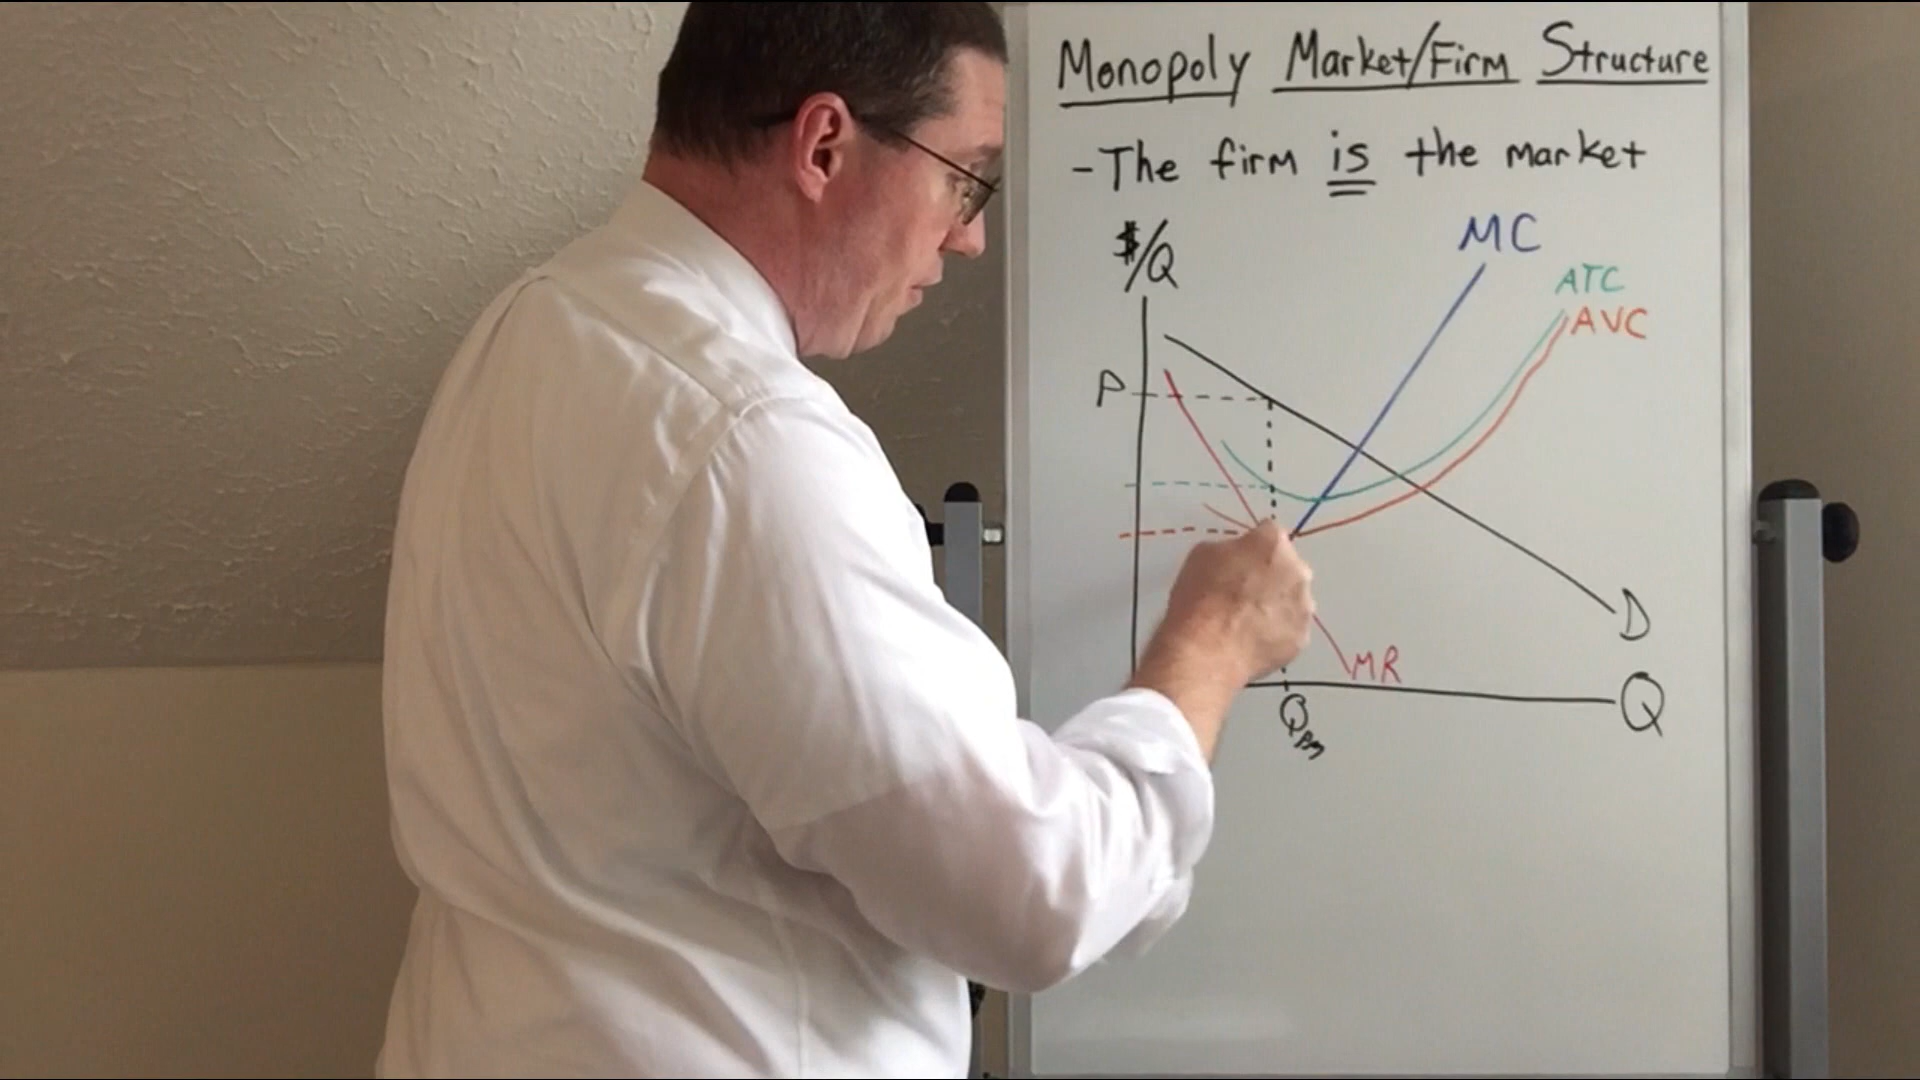 Monopoly Market/Firm Structure
- The firm is the market
$/Q
MC
ATC
AVC
P
D
MR
Q
Q